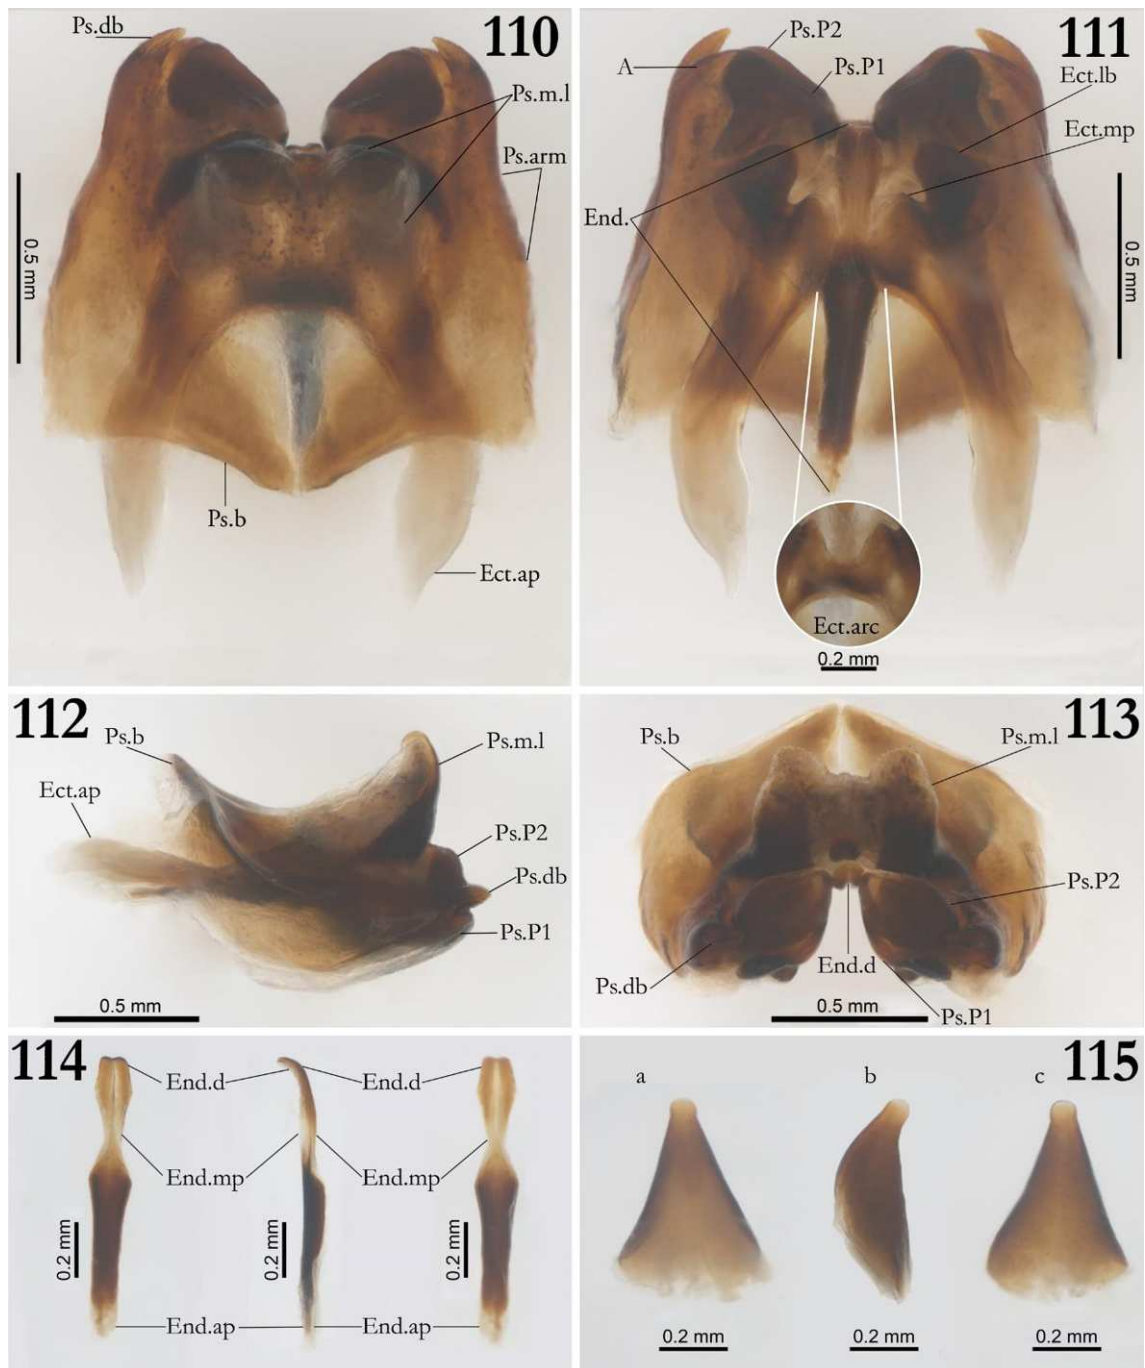 110
Ps.db
Ps.m.l
Ps.arm
0.5 mm
Ps.b
Ect.ap
111
Ps.P2
A
Ps.P1
Ect.lb
Ect.mp
End.
0.5 mm
Ect.arc
0.2 mm
112
Ps.b
Ps.m.l
Ect.ap
Ps.P2
Ps.db
Ps.P1
0.5 mm
113
Ps.b
Ps.m.l
Ps.P2
End.d
Ps.db
Ps.P1
0.5 mm
114
End.d End.d
End.mp End.mp
0.2 mm 0.2 mm 0.2 mm
End.ap End.ap
115
a b c
0.2 mm 0.2 mm 0.2 mm